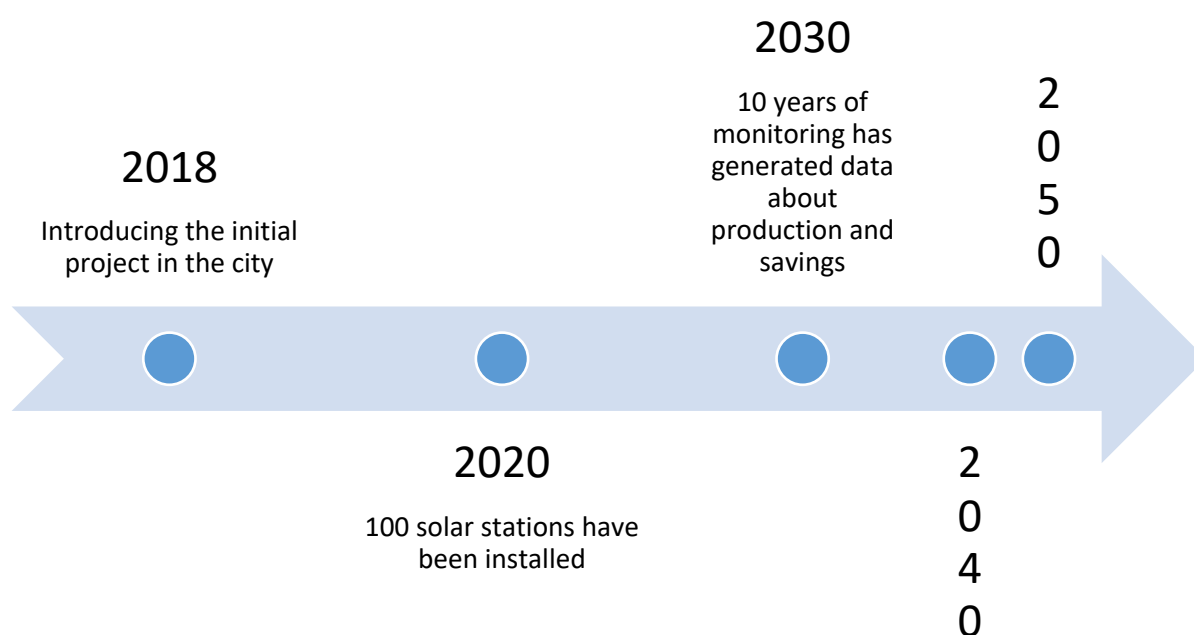 2018
Introducing the initial
project in the city
2020
100 solar stations have
been installed
2030
10 years of
monitoring has
generated data
about
production and
savings
2
0
4
0
2
0
5
0